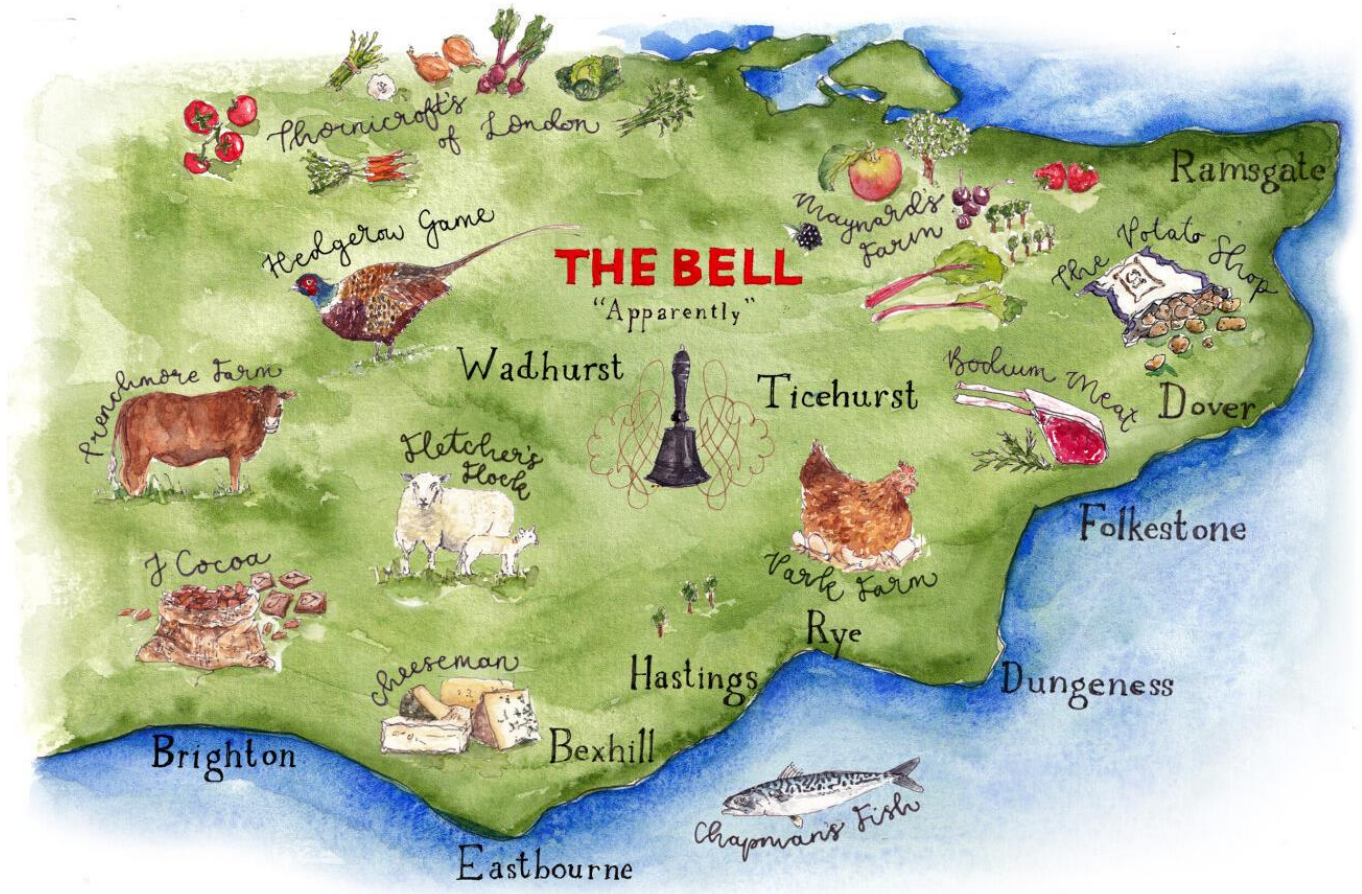 Thornicroft's
of London
Ramsgate
Maynard's
Farm
Hedgerow Game
The Potato Shop
THE BELL
"Apparently"
Wadhurst
Ticehurst
Bodium Meat
Dover
Frenchmore Farm
Fletcher's
Flock
Folkestone
J Cocoa
Park Farm
Rye
Cheeseman
Hastings
Dungeness
Brighton
Bexhill
Chapman's Fish
Eastbourne